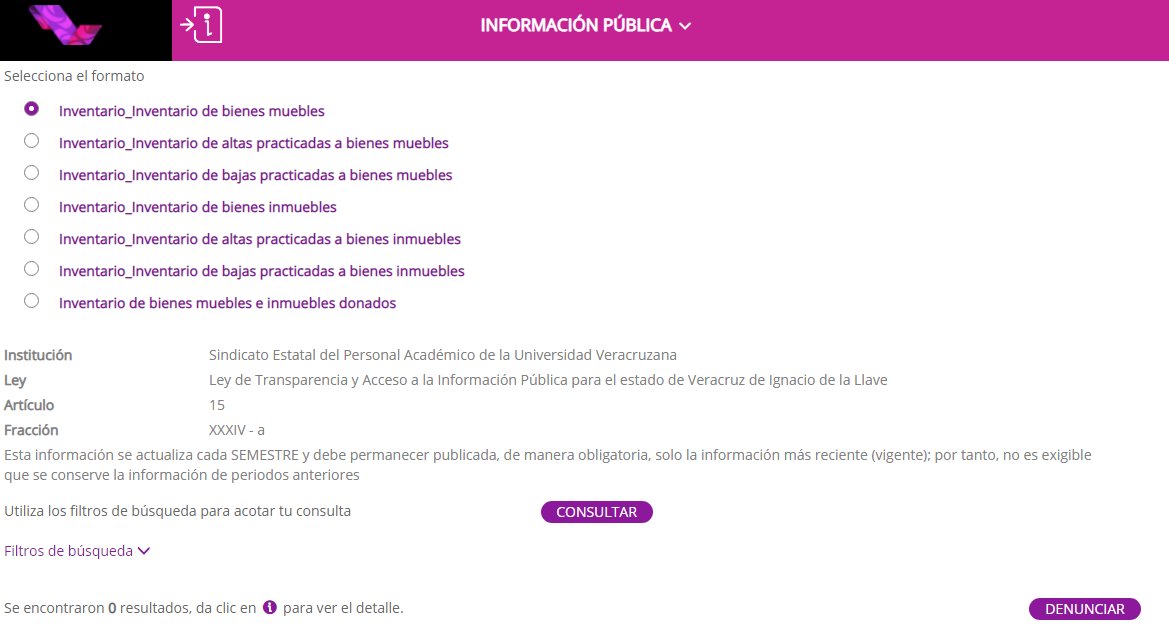 INFORMACIÓN PÚBLICA
Selecciona el formato
Inventario_Inventario de bienes muebles
Inventario_Inventario de altas practicadas a bienes muebles
Inventario_Inventario de bajas practicadas a bienes muebles
Inventario_Inventario de bienes inmuebles
Inventario_Inventario de altas practicadas a bienes inmuebles
Inventario_Inventario de bajas practicadas a bienes inmuebles
Inventario de bienes muebles e inmuebles donados
Institución Sindicato Estatal del Personal Académico de la Universidad Veracruzana
Ley Ley de Transparencia y Acceso a la Información Pública para el estado de Veracruz de Ignacio de la Llave
Artículo 15
Fracción XXXIV - a
Esta información se actualiza cada SEMESTRE y debe permanecer publicada, de manera obligatoria, solo la información más reciente (vigente); por tanto, no es exigible
que se conserve la información de periodos anteriores
Utiliza los filtros de búsqueda para acotar tu consulta CONSULTAR
Filtros de búsqueda
Se encontraron 0 resultados, da clic en i para ver el detalle. DENUNCIAR